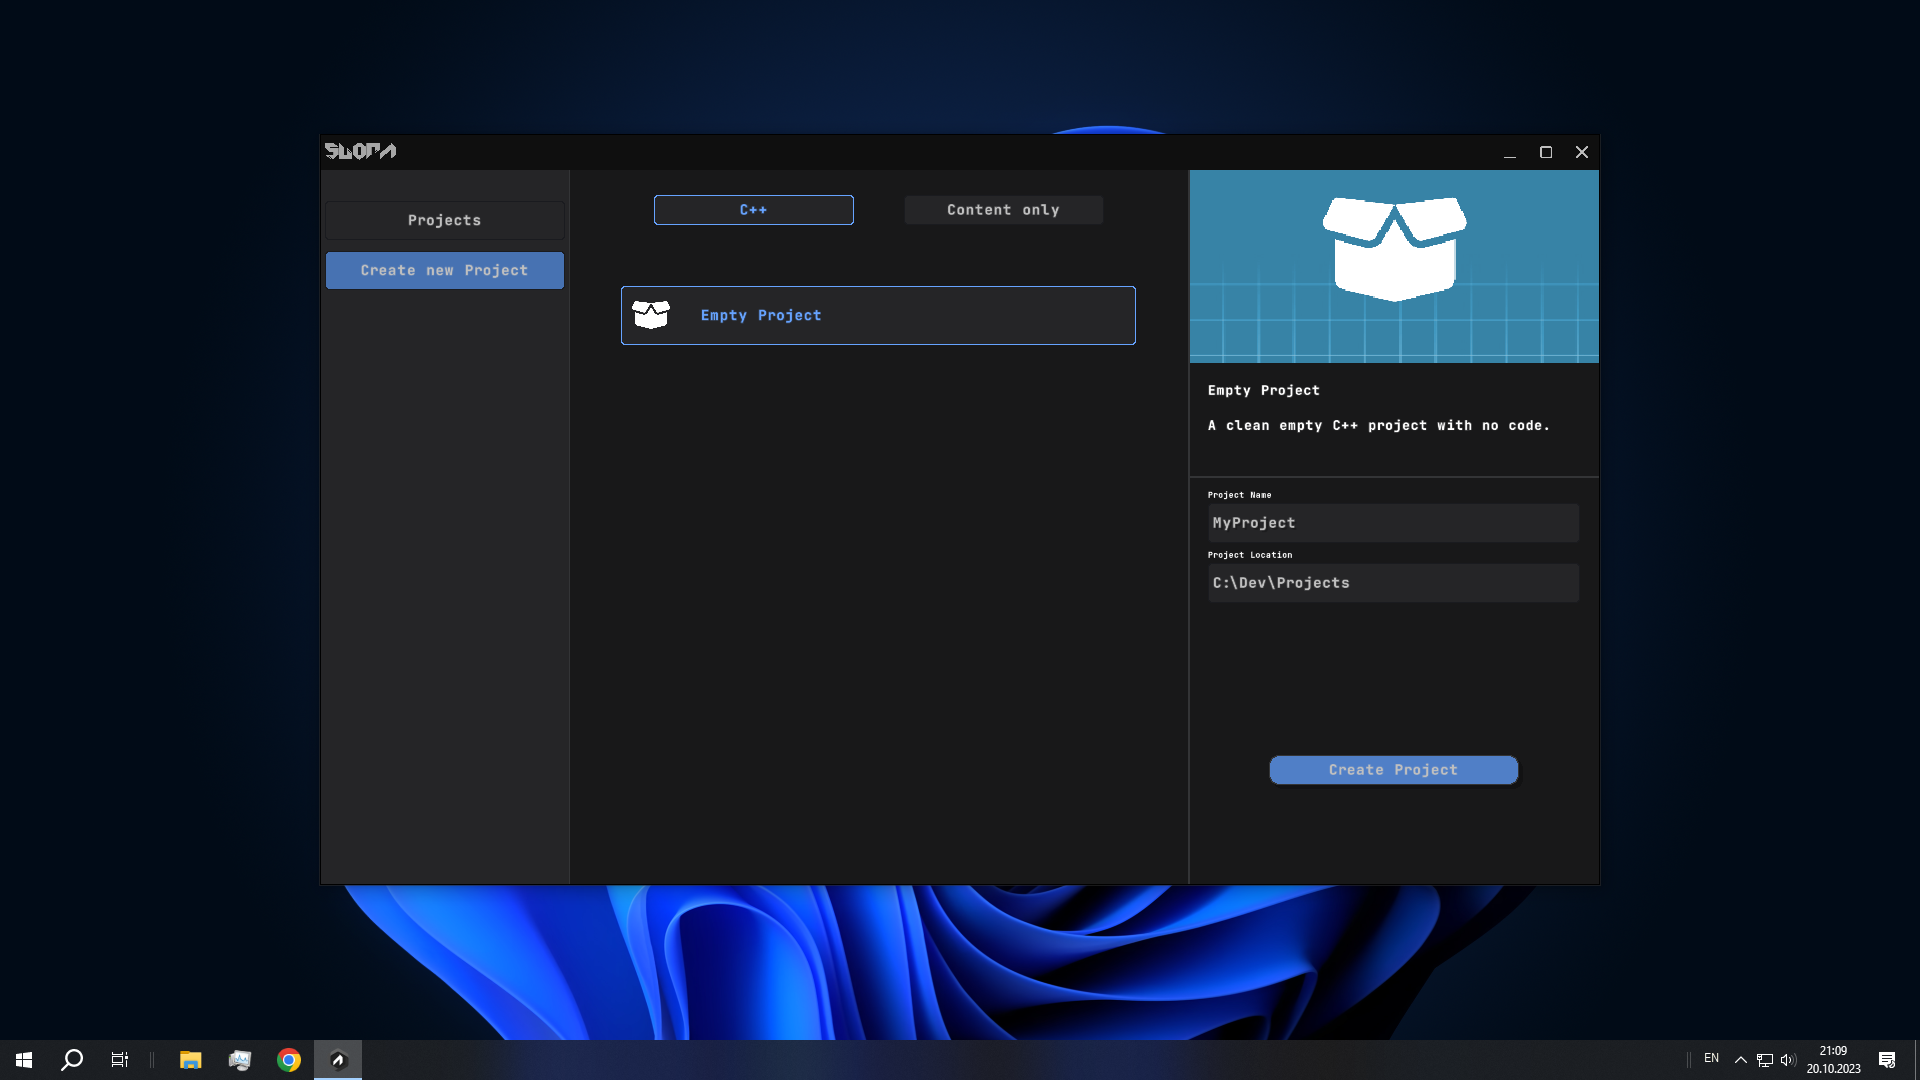 SLOPA
Projects
Create new Project
C++
Content only
Empty Project
Empty Project
A clean empty C++ project with no code.
Project Name
MyProject
Project Location
C:\Dev\Projects
Create Project
EN
21:09
20.10.2023